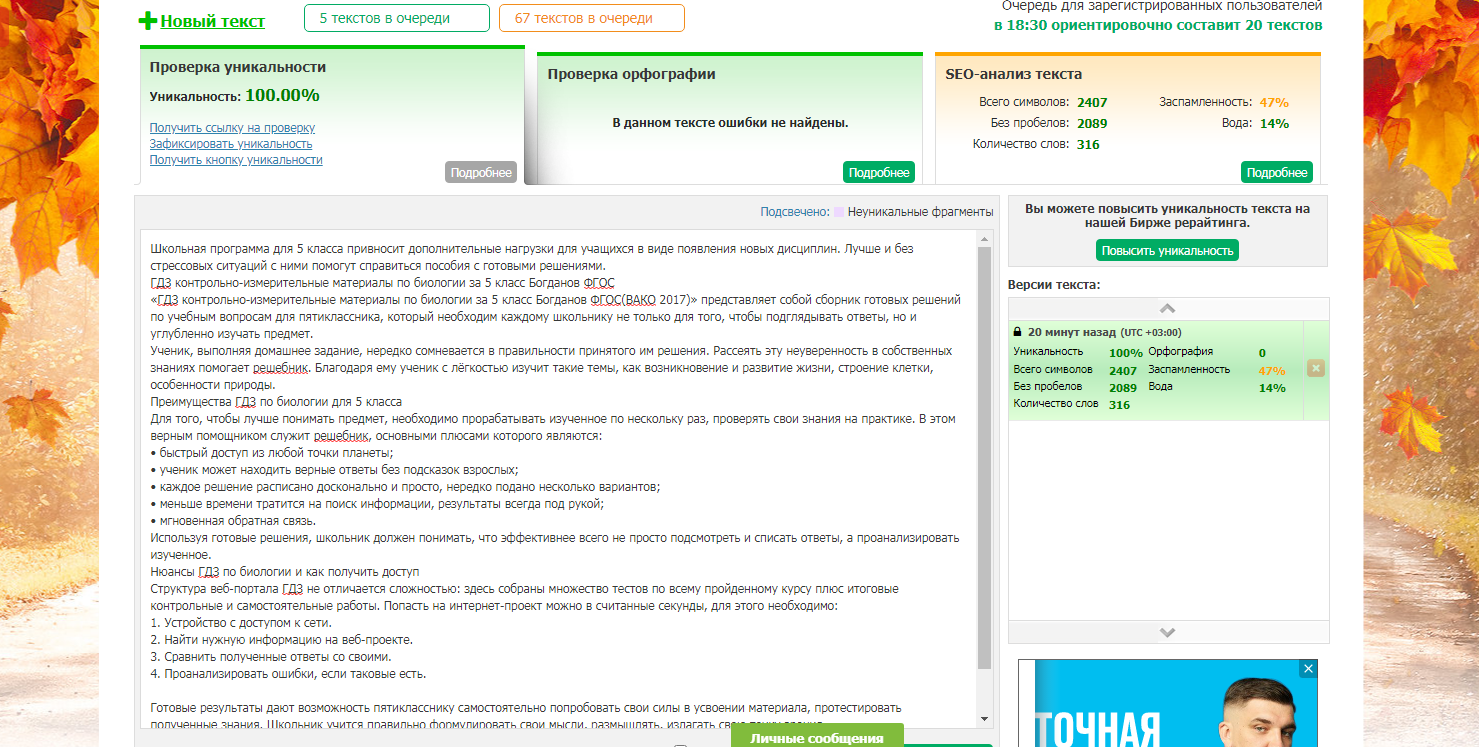 Новый текст
5 текстов в очереди
67 текстов в очереди
Очередь для зарегистрированных пользователей
в 18:30 ориентировочно составит 20 текстов
Проверка уникальности
Уникальность: 100.00%
Получить ссылку на проверку
Зафиксировать уникальность
Получить кнопку уникальности
Подробнее
Проверка орфографии
В данном тексте ошибки не найдены.
Подробнее
SEO-анализ текста
Всего символов: 2407 Заспамленность: 47%
Без пробелов: 2089 Вода: 14%
Количество слов: 316
Подробнее
Подсвечено: Неуникальные фрагменты
Школьная программа для 5 класса привносит дополнительные нагрузки для учащихся в виде появления новых дисциплин. Лучше и без
стрессовых ситуаций с ними помогут справиться пособия с готовыми решениями.
ГДЗ контрольно-измерительные материалы по биологии за 5 класс Богданов ФГОС
«ГДЗ контрольно-измерительные материалы по биологии за 5 класс Богданов ФГОС(ВАКО 2017)» представляет собой сборник готовых решений
по учебным вопросам для пятиклассника, который необходим каждому школьнику не только для того, чтобы подглядывать ответы, но и
углубленно изучать предмет.
Ученик, выполняя домашнее задание, нередко сомневается в правильности принятого им решения. Рассеять эту неуверенность в собственных
знаниях помогает решебник. Благодаря ему ученик с лёгкостью изучит такие темы, как возникновение и развитие жизни, строение клетки,
особенности природы.
Преимущества ГДЗ по биологии для 5 класса
Для того, чтобы лучше понимать предмет, необходимо прорабатывать изученное по нескольку раз, проверять свои знания на практике. В этом
верным помощником служит решебник, основными плюсами которого являются:
• быстрый доступ из любой точки планеты;
• ученик может находить верные ответы без подсказок взрослых;
• каждое решение расписано досконально и просто, нередко подано несколько вариантов;
• меньше времени тратится на поиск информации, результаты всегда под рукой;
• мгновенная обратная связь.
Используя готовые решения, школьник должен понимать, что эффективнее всего не просто подсмотреть и списать ответы, а проанализировать
изученное.
Нюансы ГДЗ по биологии и как получить доступ
Структура веб-портала ГДЗ не отличается сложностью: здесь собраны множество тестов по всему пройденному курсу плюс итоговые
контрольные и самостоятельные работы. Попасть на интернет-проект можно в считанные секунды, для этого необходимо:
1. Устройство с доступом к сети.
2. Найти нужную информацию на веб-проекте.
3. Сравнить полученные ответы со своими.
4. Проанализировать ошибки, если таковые есть.
Готовые результаты дают возможность пятикласснику самостоятельно попробовать свои силы в усвоении материала, протестировать
полученные знания. Школьник учится правильно формулировать свои мысли, размышлять, излагать свою точку зрения
Личные сообщения
Вы можете повысить уникальность текста на
нашей Бирже рерайтинга.
Повысить уникальность
Версии текста:
20 минут назад (UTC +03:00)
Уникальность 100% Орфография 0
Всего символов 2407 Заспамленность 47%
Без пробелов 2089 Вода 14%
Количество слов 316
ТОЧНАЯ